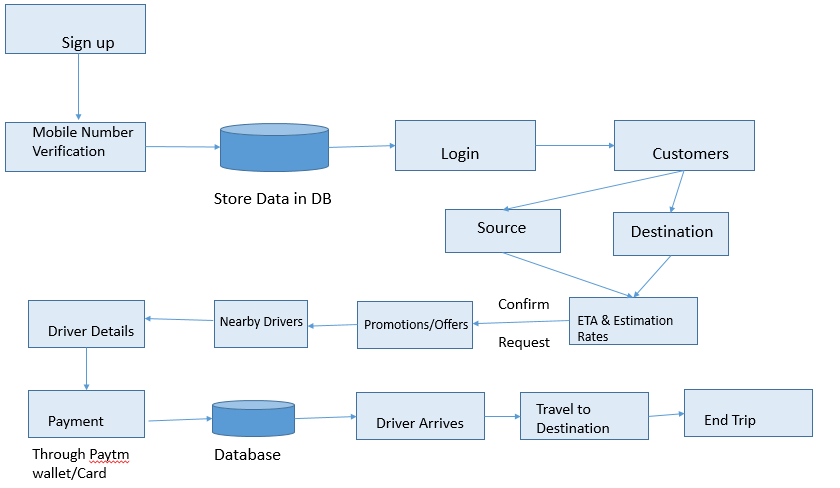 Sign up
Mobile Number
Verification
Store Data in DB
Login
Customers
Source
Destination
Confirm
Request
ETA & Estimation
Rates
Promotions/Offers
Nearby Drivers
Driver Details
Payment
Through Paytm
wallet/Card
Database
Driver Arrives
Travel to
Destination
End Trip